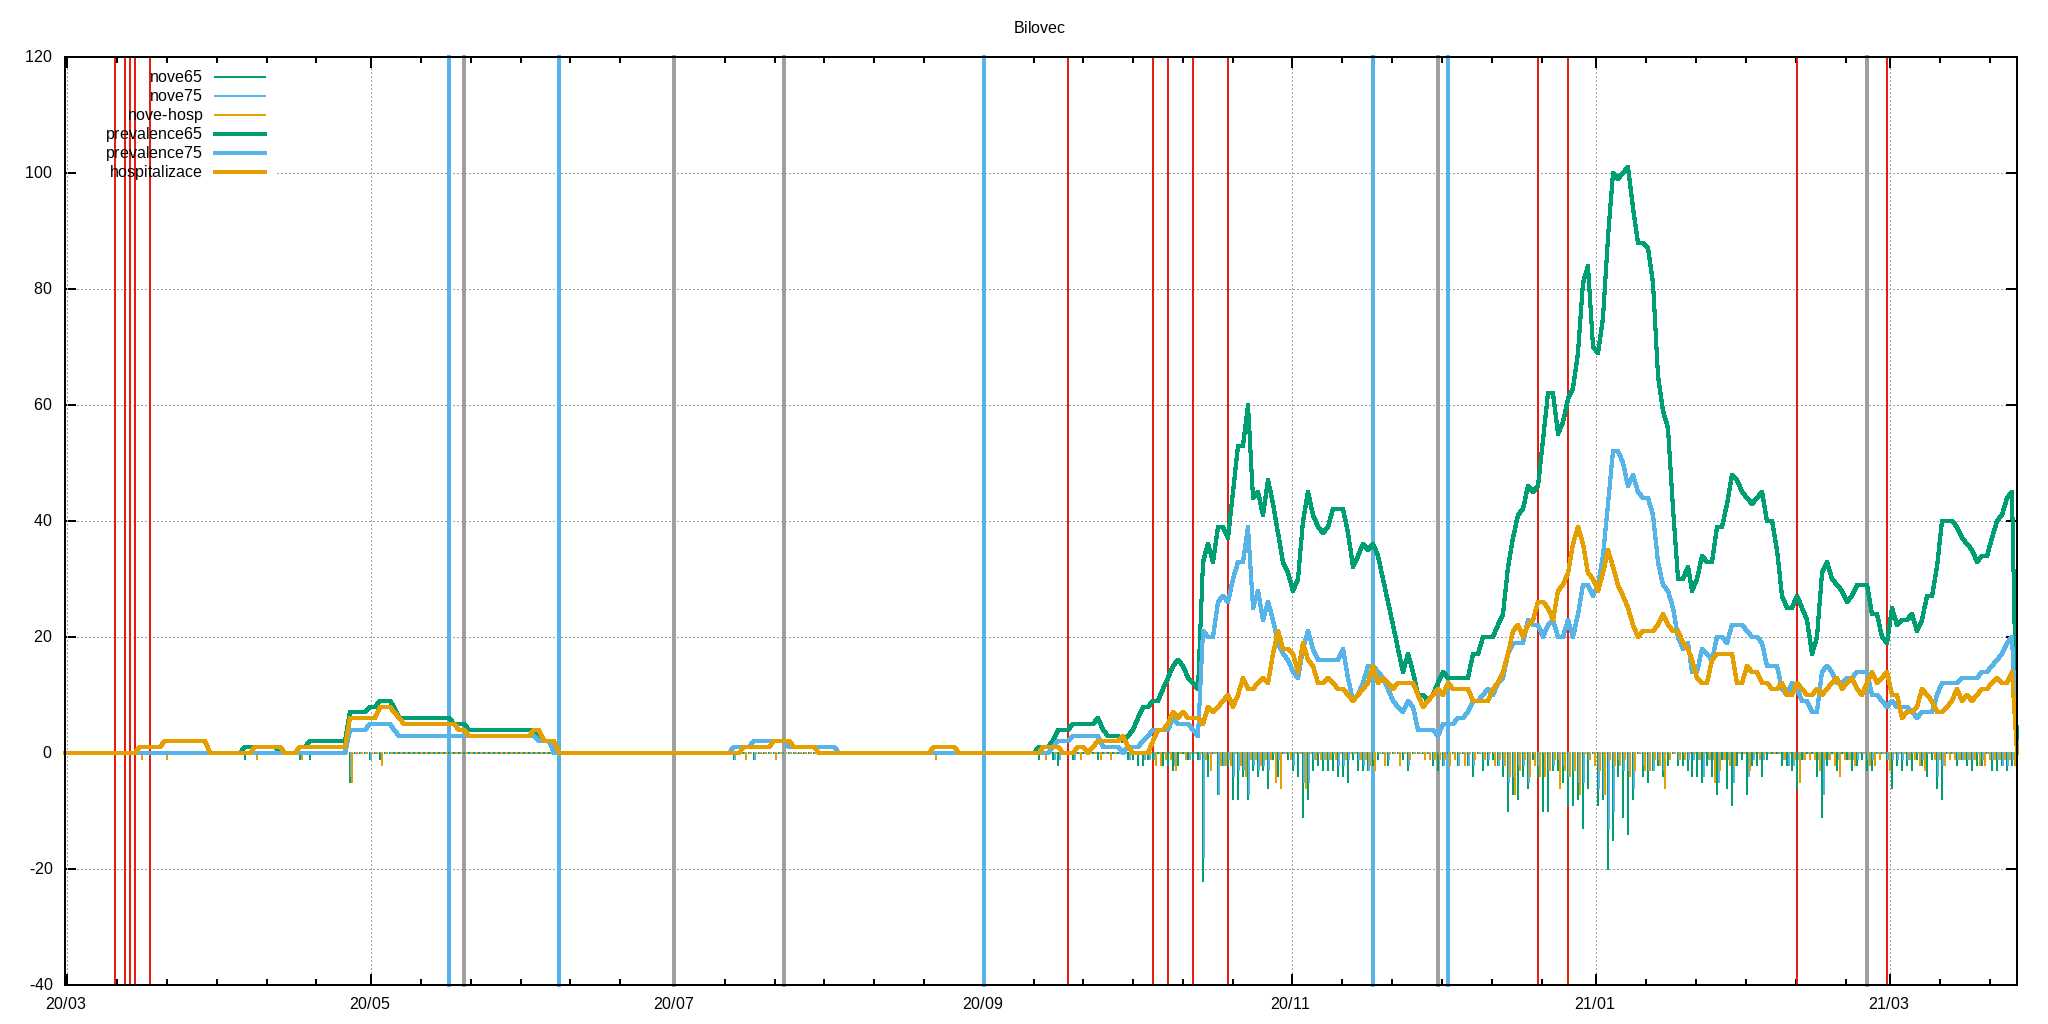 Bilovec
120
100
80
60
40
20
0
-20
-40
nove65
nove75
nove-hosp
prevalence65
prevalence75
hospitalizace
20/03 20/05 20/07 20/09 20/11 21/01 21/03